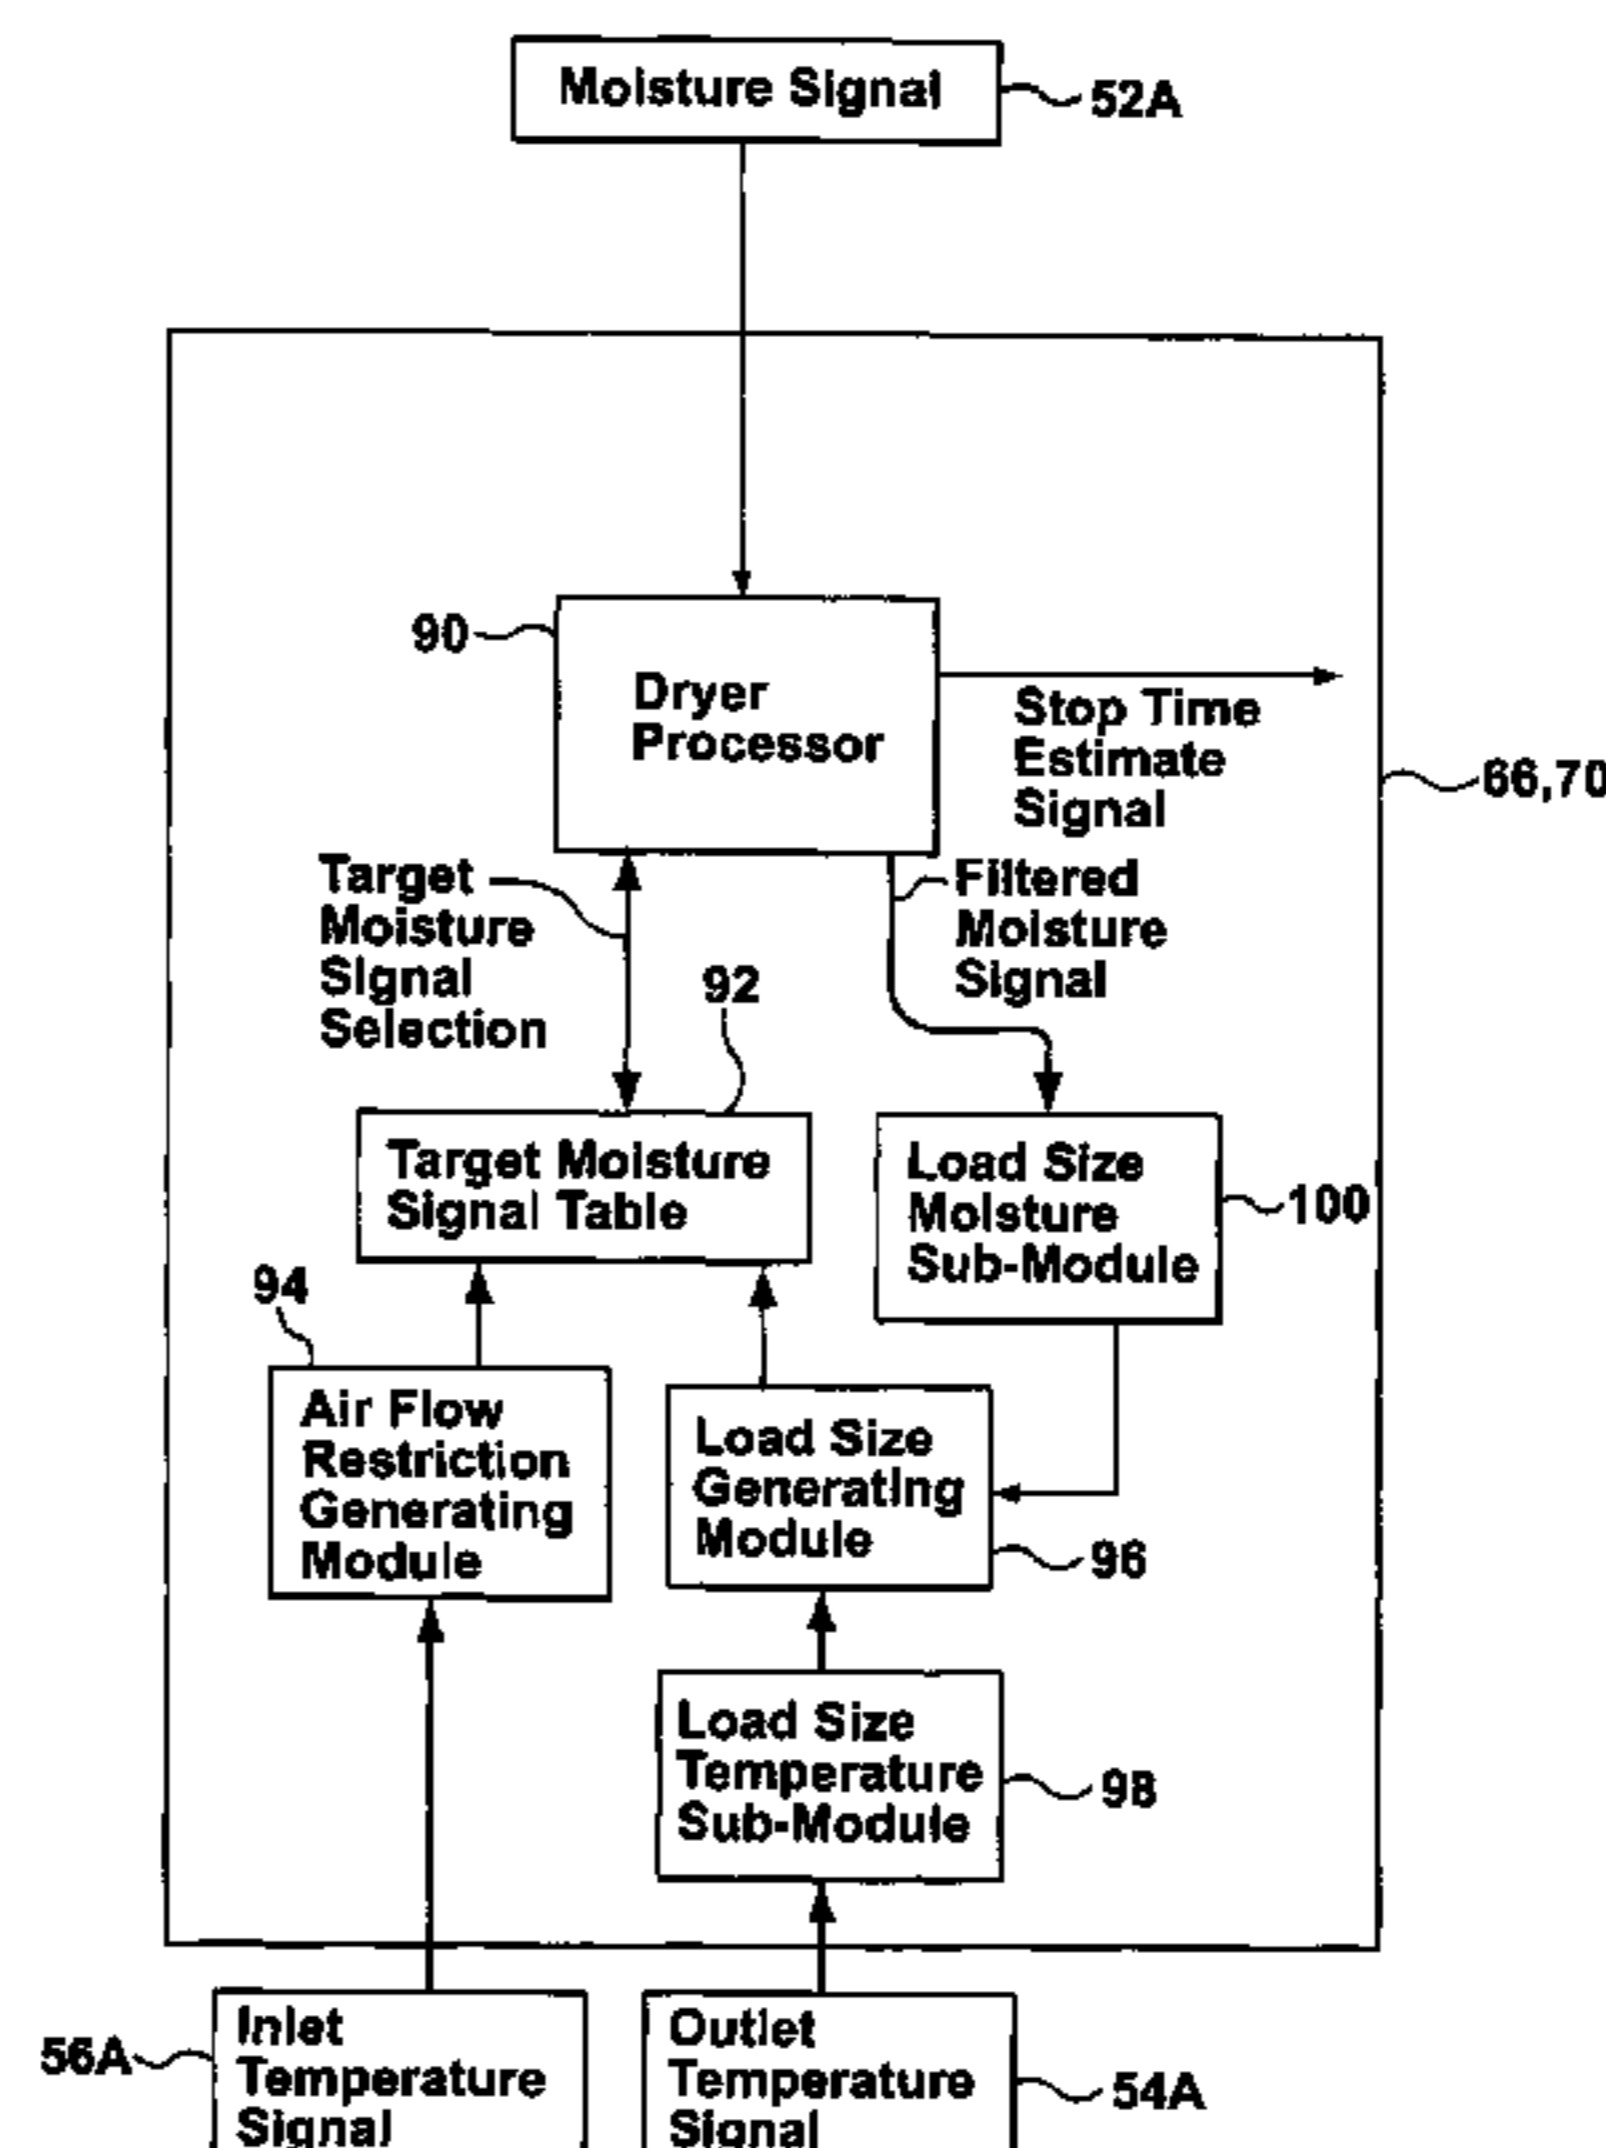 Moisture Signal
52A
90
Dryer
Processor
Stop Time
Estimate
Signal
66,70
Target
Moisture
Signal
Selection
Filtered
Moisture
Signal
92
Target Moisture
Signal Table
Load Size
Moisture
Sub-Module
100
94
Air Flow
Restriction
Generating
Module
Load Size
Generating
Module
96
Load Size
Temperature
Sub-Module
98
56A
Inlet
Temperature
Signal
Outlet
Temperature
Signal
54A